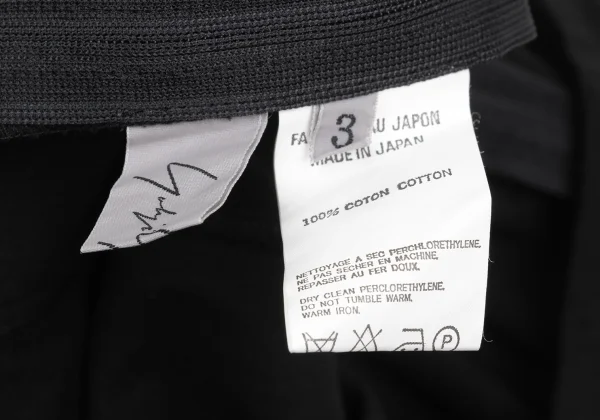 3
FA AU JAPON
MADE IN JAPAN
100% COTON COTTON
NETTOYAGE A SEC PERCHLORETHYLENE.
NE PAS SECHER EN MACHINE.
REPASSER AU FER DOUX.
DRY CLEAN PERCLORETHYLENE.
DO NOT TUMBLE WARM.
WARM IRON.
P